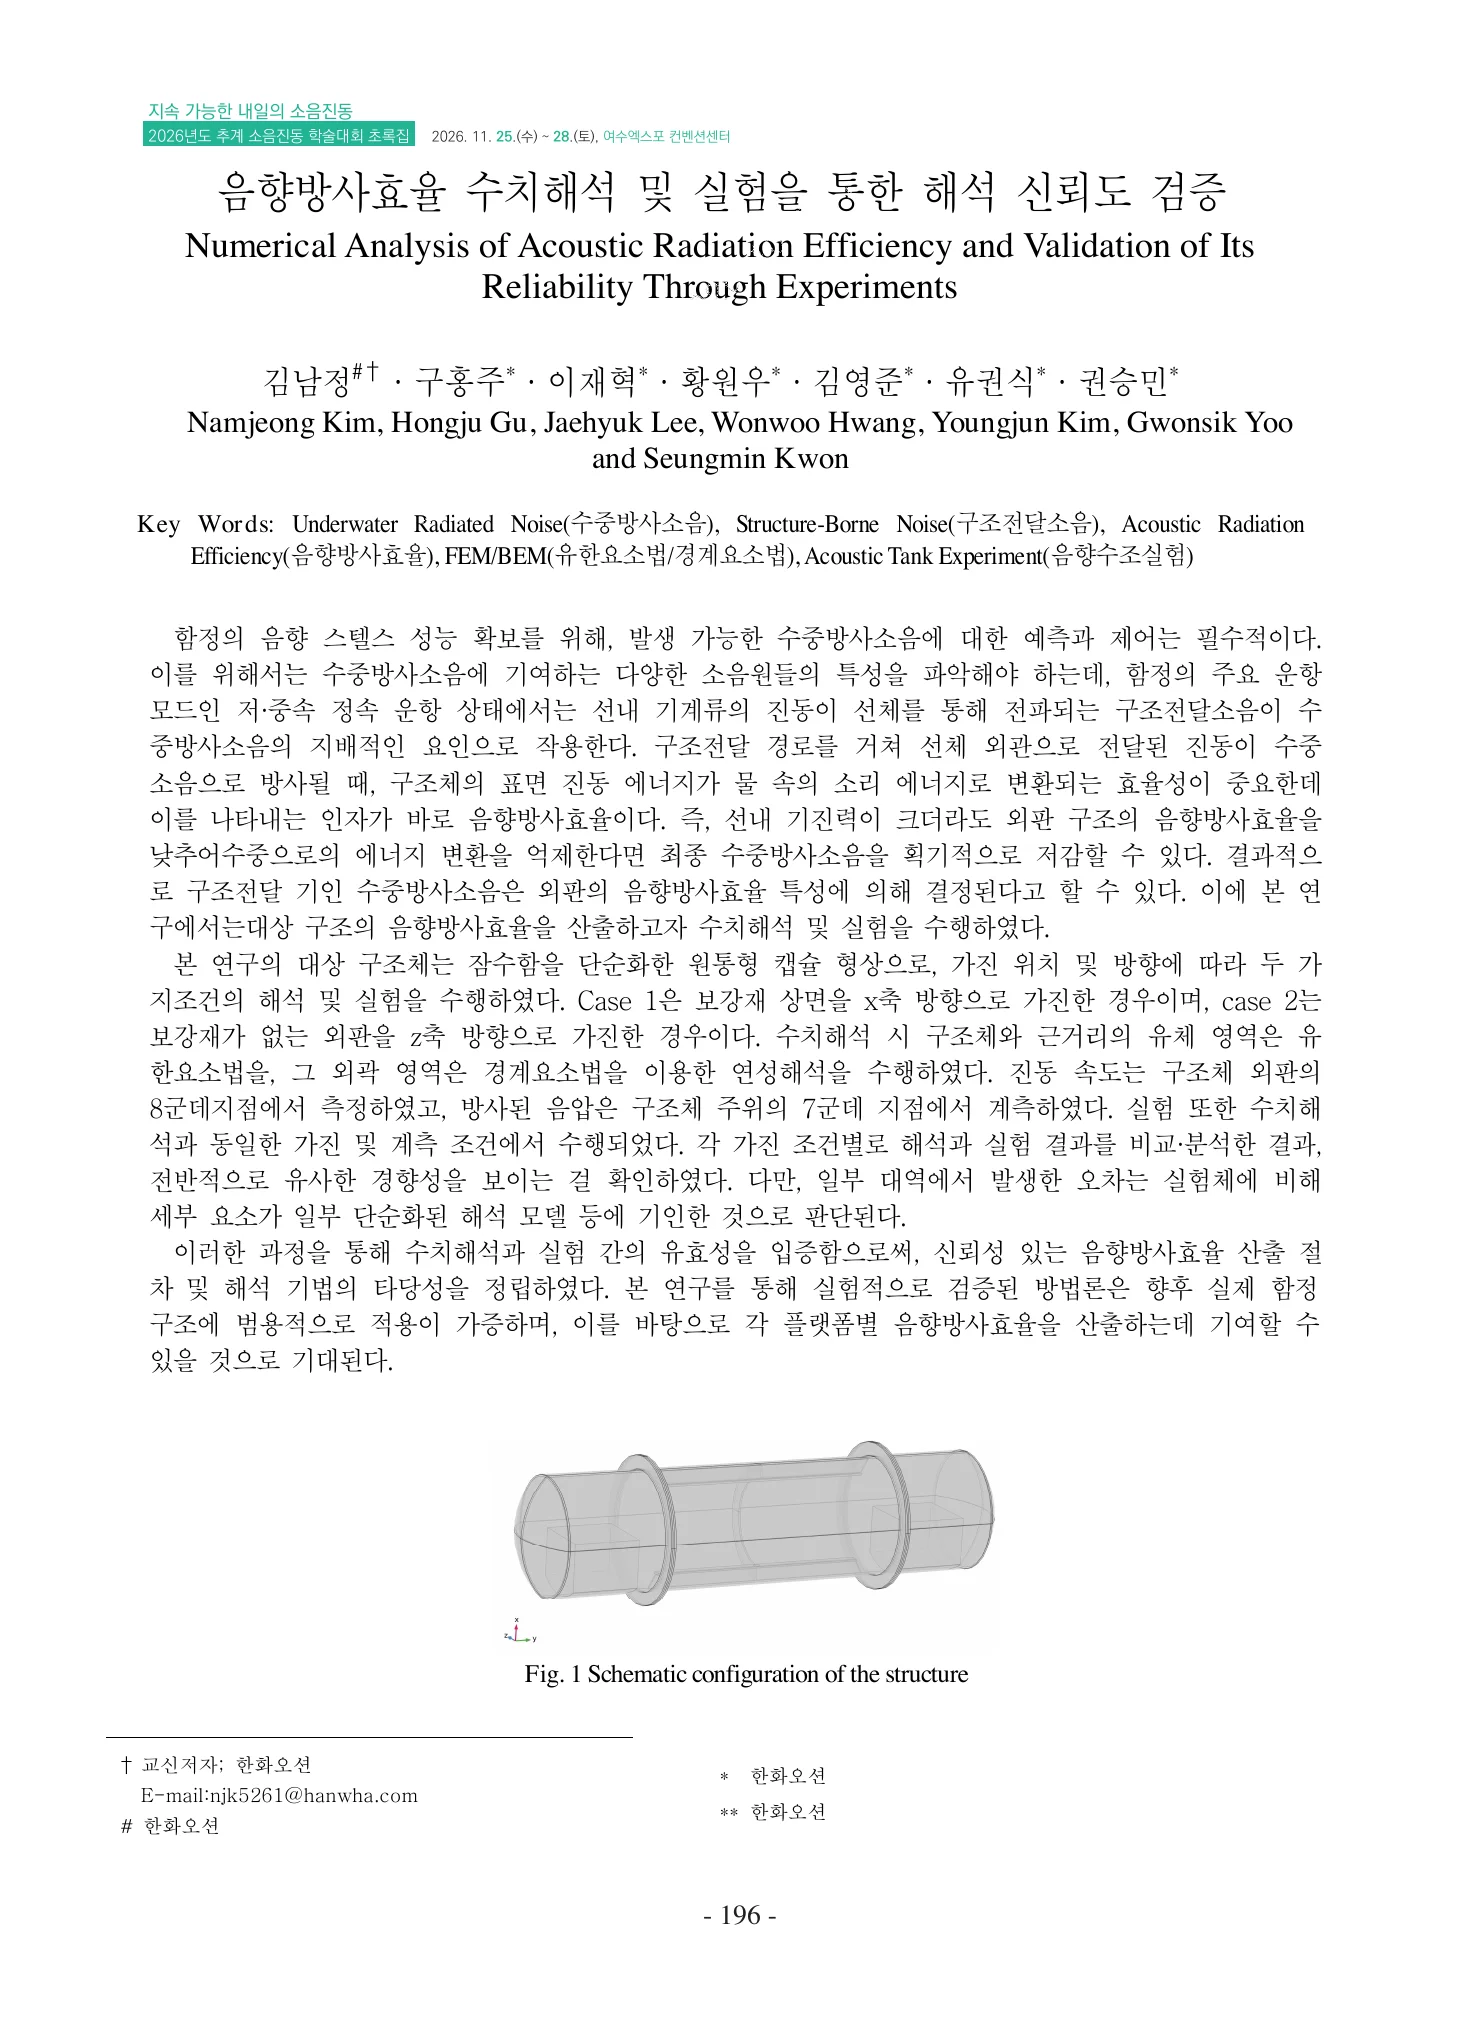 지속 가능한 내일의 소음진동
2026년도 추계 소음진동 학술대회 초록집 2026. 11. 25.(수) ~ 28.(토), 여수엑스포 컨벤션센터
음향방사효율 수치해석 및 실험을 통한 해석 신뢰도 검증
Numerical Analysis of Acoustic Radiation Efficiency and Validation of Its
Reliability Through Experiments
김남정#† · 구홍주* · 이재혁* · 황원우* · 김영준* · 유권식* · 권승민*
Namjeong Kim, Hongju Gu, Jaehyuk Lee, Wonwoo Hwang, Youngjun Kim, Gwonsik Yoo
and Seungmin Kwon
Key Words: Underwater Radiated Noise(수중방사소음), Structure-Borne Noise(구조전달소음), Acoustic Radiation
Efficiency(음향방사효율), FEM/BEM(유한요소법/경계요소법), Acoustic Tank Experiment(음향수조실험)
함정의 음향 스텔스 성능 확보를 위해, 발생 가능한 수중방사소음에 대한 예측과 제어는 필수적이다.
이를 위해서는 수중방사소음에 기여하는 다양한 소음원들의 특성을 파악해야 하는데, 함정의 주요 운항
모드인 저·중속 정속 운항 상태에서는 선내 기계류의 진동이 선체를 통해 전파되는 구조전달소음이 수
중방사소음의 지배적인 요인으로 작용한다. 구조전달 경로를 거쳐 선체 외관으로 전달된 진동이 수중
소음으로 방사될 때, 구조체의 표면 진동 에너지가 물 속의 소리 에너지로 변환되는 효율성이 중요한데
이를 나타내는 인자가 바로 음향방사효율이다. 즉, 선내 기진력이 크더라도 외판 구조의 음향방사효율을
낮추어수중으로의 에너지 변환을 억제한다면 최종 수중방사소음을 획기적으로 저감할 수 있다. 결과적으
로 구조전달 기인 수중방사소음은 외판의 음향방사효율 특성에 의해 결정된다고 할 수 있다. 이에 본 연
구에서는대상 구조의 음향방사효율을 산출하고자 수치해석 및 실험을 수행하였다.
본 연구의 대상 구조체는 잠수함을 단순화한 원통형 캡슐 형상으로, 가진 위치 및 방향에 따라 두 가
지조건의 해석 및 실험을 수행하였다. Case 1은 보강재 상면을 x축 방향으로 가진한 경우이며, case 2는
보강재가 없는 외판을 z축 방향으로 가진한 경우이다. 수치해석 시 구조체와 근거리의 유체 영역은 유
한요소법을, 그 외곽 영역은 경계요소법을 이용한 연성해석을 수행하였다. 진동 속도는 구조체 외판의
8군데지점에서 측정하였고, 방사된 음압은 구조체 주위의 7군데 지점에서 계측하였다. 실험 또한 수치해
석과 동일한 가진 및 계측 조건에서 수행되었다. 각 가진 조건별로 해석과 실험 결과를 비교·분석한 결과,
전반적으로 유사한 경향성을 보이는 걸 확인하였다. 다만, 일부 대역에서 발생한 오차는 실험체에 비해
세부 요소가 일부 단순화된 해석 모델 등에 기인한 것으로 판단된다.
이러한 과정을 통해 수치해석과 실험 간의 유효성을 입증함으로써, 신뢰성 있는 음향방사효율 산출 절
차 및 해석 기법의 타당성을 정립하였다. 본 연구를 통해 실험적으로 검증된 방법론은 향후 실제 함정
구조에 범용적으로 적용이 가증하며, 이를 바탕으로 각 플랫폼별 음향방사효율을 산출하는데 기여할 수
있을 것으로 기대된다.
x
z y
Fig. 1 Schematic configuration of the structure
† 교신저자; 한화오션
E-mail:njk5261@hanwha.com
# 한화오션
* 한화오션
** 한화오션
- 196 -